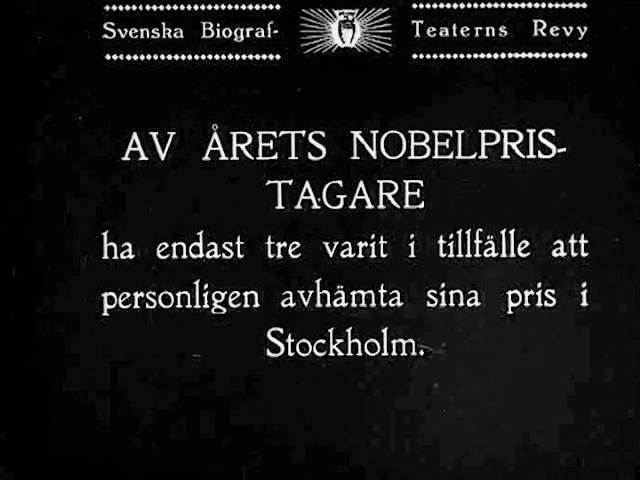 Svenska Biograf- Teaterns Revy
AV ÅRETS NOBELPRIS-
TAGARE
ha endast tre varit i tillfälle att
personligen avhämta sina pris i
Stockholm.